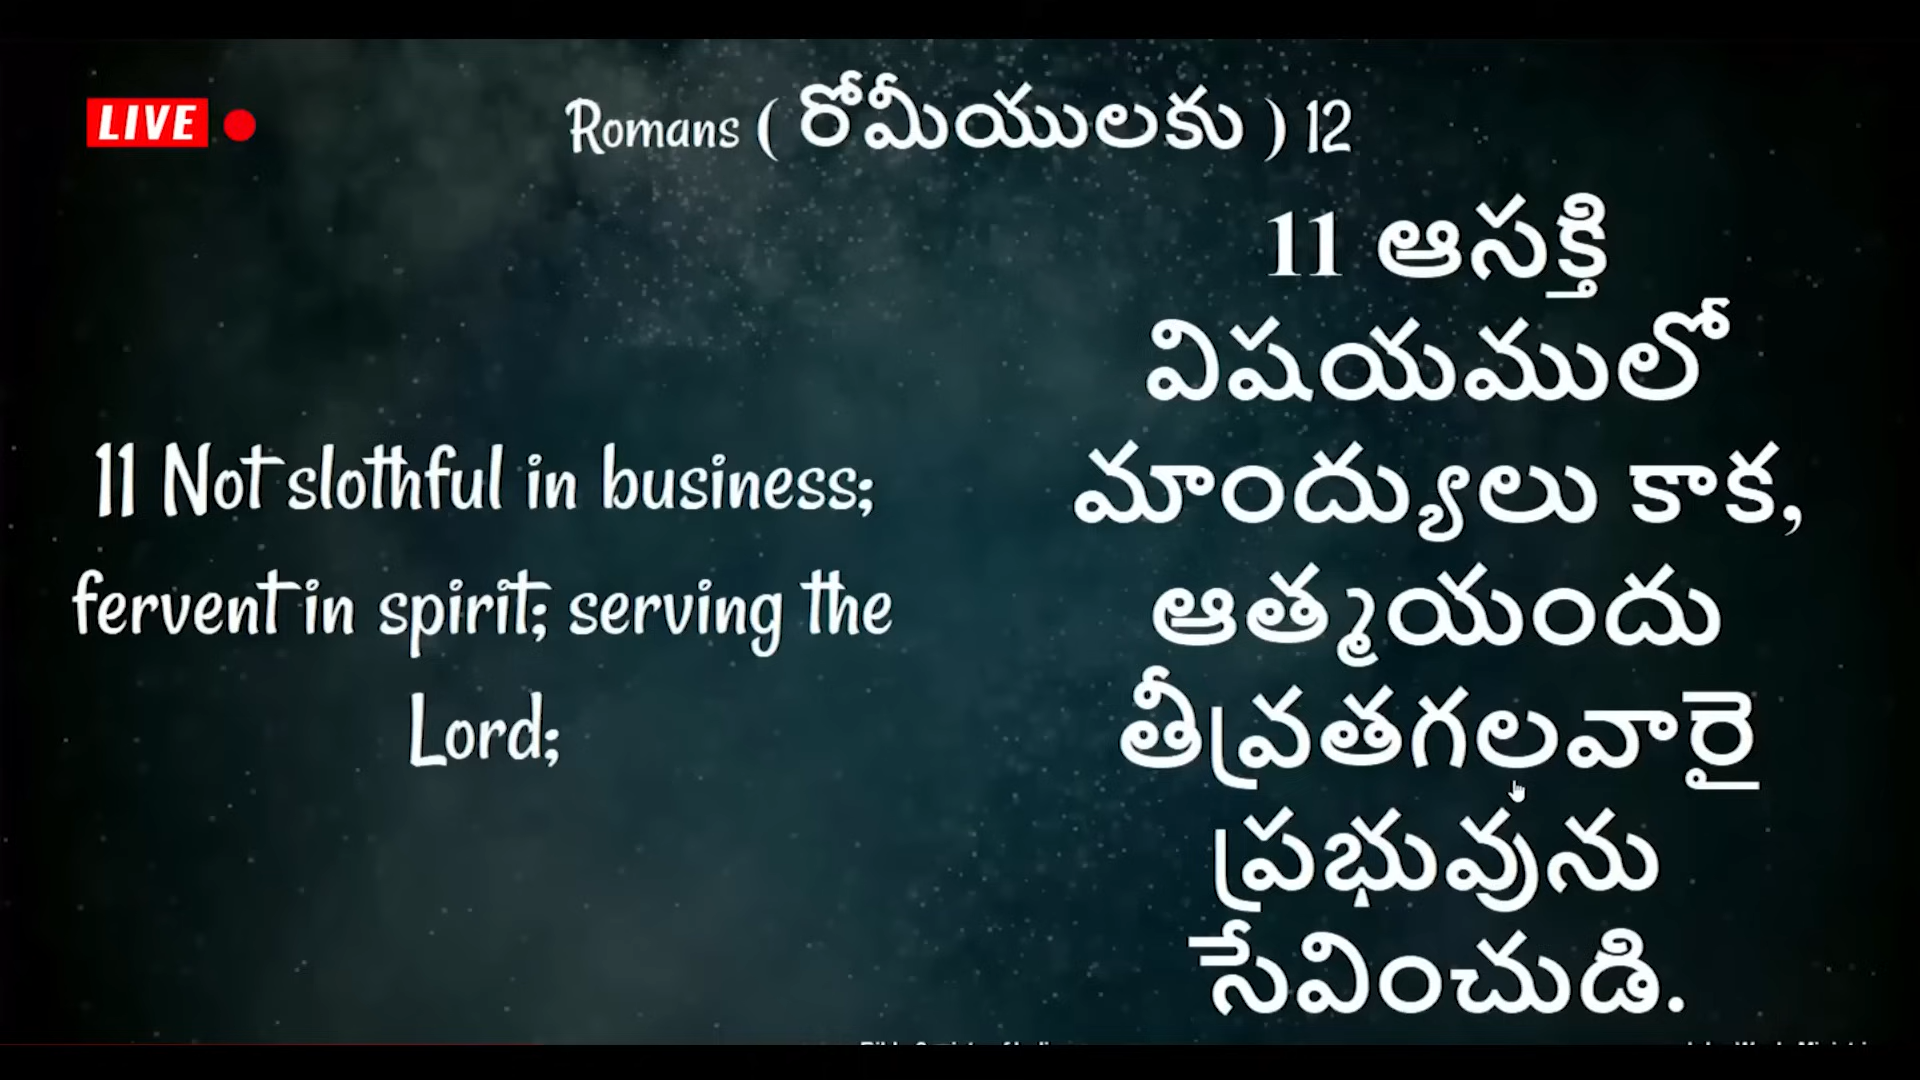 LIVE
Romans ( రోమీయులకు ) 12
11 Not slothful in business;
fervent in spirit; serving the
Lord;
11 ఆసక్తి
విషయములో
మాంద్యులు కాక,
ఆత్మయందు
తీవ్రతగలవారై
ప్రభువును
సేవించుడి.